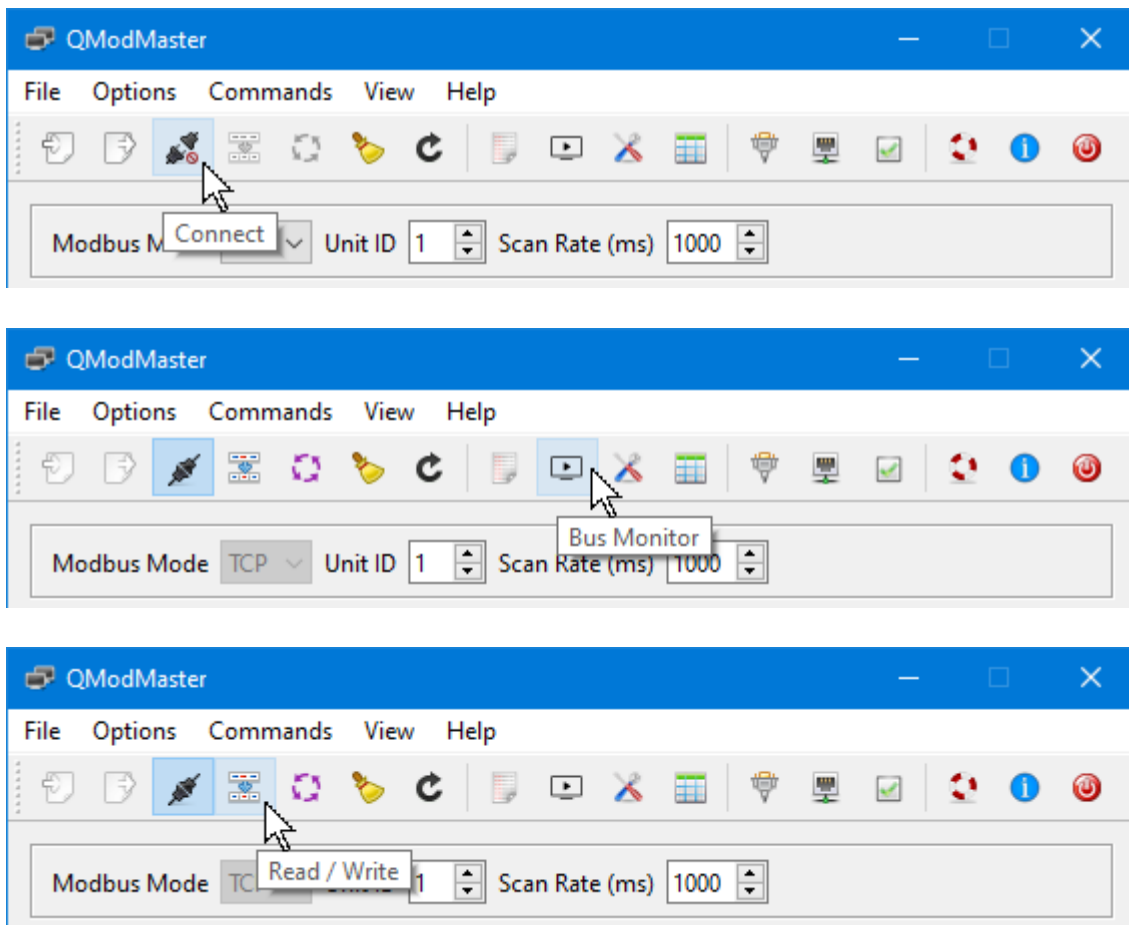 QModMaster
File Options Commands View Help
Connect
Modbus Unit ID 1 Scan Rate (ms) 1000
QModMaster
File Options Commands View Help
Bus Monitor
Modbus Mode TCP Unit ID 1 Scan Rate (ms) 1000
QModMaster
File Options Commands View Help
Read / Write
Modbus Mode 1 Scan Rate (ms) 1000